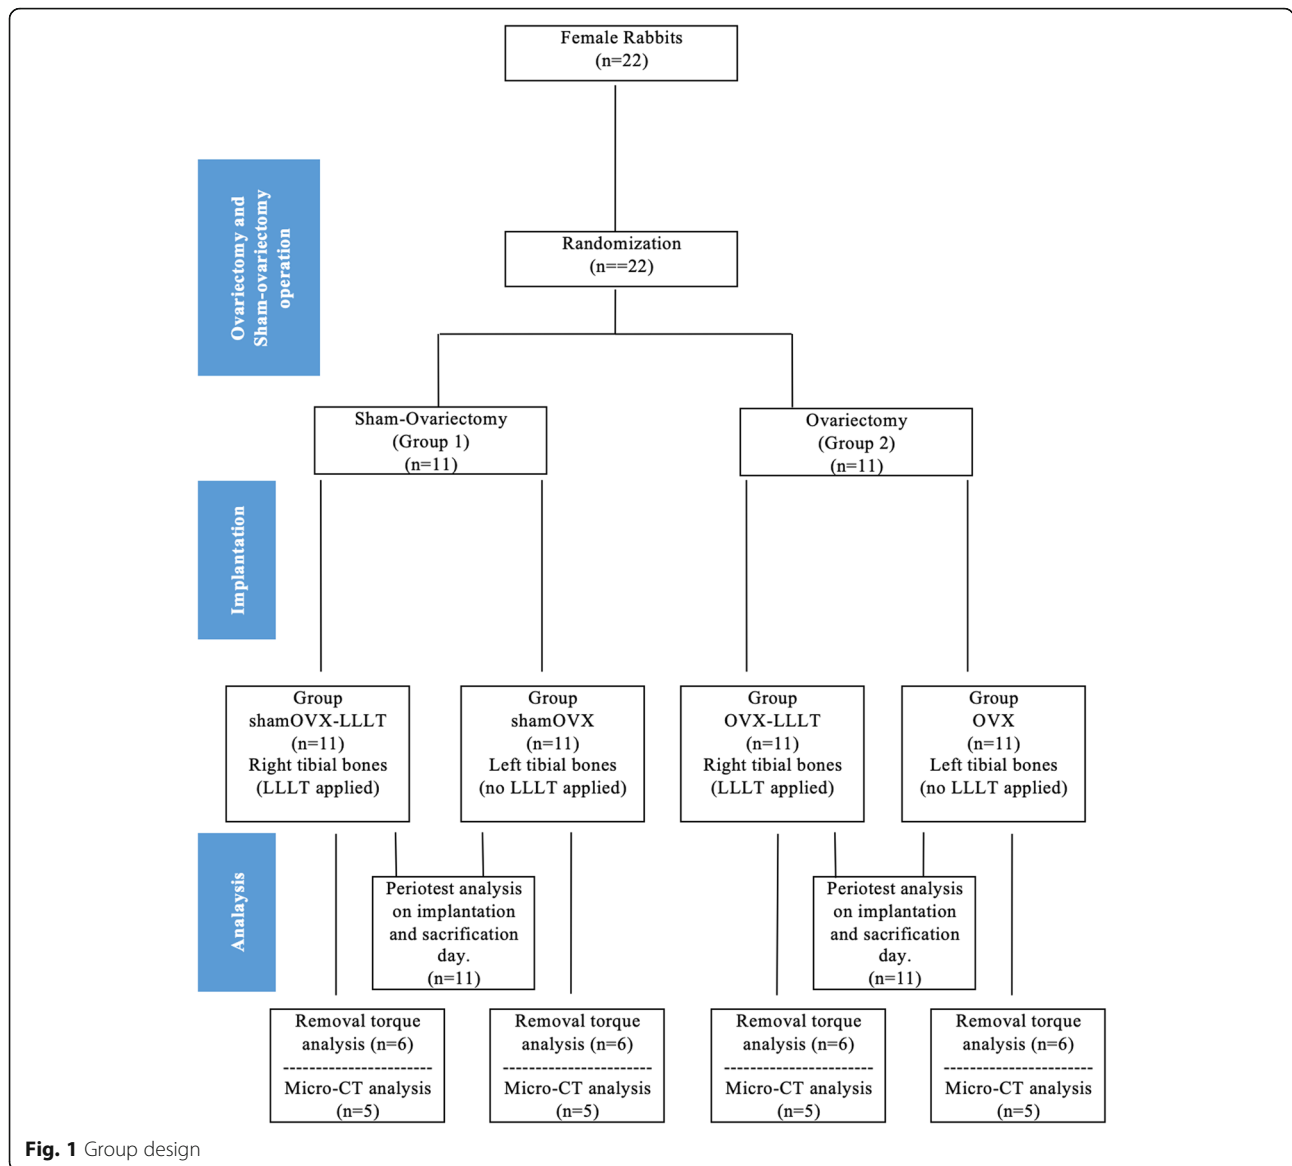 Female Rabbits
(n=22)
Ovariectomy and
Sham-ovariectomy
operation
Randomization
(n==22)
Sham-Ovariectomy
(Group 1)
(n=11)
Ovariectomy
(Group 2)
(n=11)
Implantation
Group
shamOVX-LLLT
(n=11)
Right tibial bones
(LLLT applied)
Group
shamOVX
(n=11)
Left tibial bones
(no LLLT applied)
Group
OVX-LLLT
(n=11)
Right tibial bones
(LLLT applied)
Group
OVX
(n=11)
Left tibial bones
(no LLLT applied)
Analaysis
Periotest analysis
on implantation
and sacrification
day.
(n=11)
Periotest analysis
on implantation
and sacrification
day.
(n=11)
Removal torque
analysis (n=6)
-----------------------
Micro-CT analysis
(n=5)
Removal torque
analysis (n=6)
-----------------------
Micro-CT analysis
(n=5)
Removal torque
analysis (n=6)
-----------------------
Micro-CT analysis
(n=5)
Removal torque
analysis (n=6)
-----------------------
Micro-CT analysis
(n=5)
Fig. 1 Group design